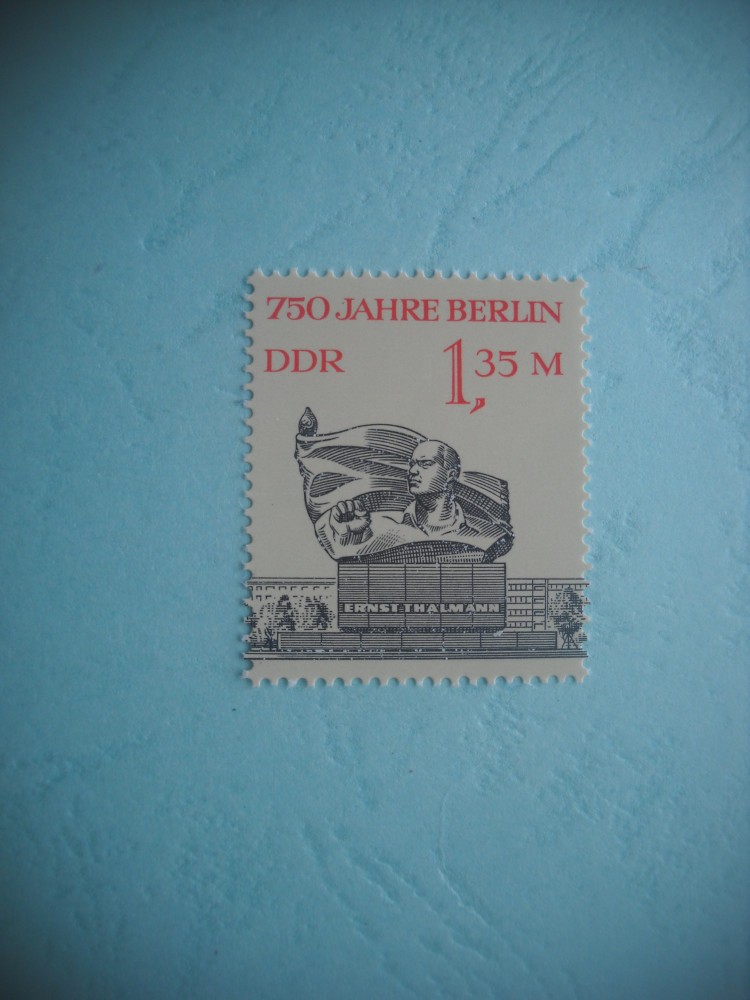 750 JAHRE BERLIN
DDR 1,35 M
ERNST THÄLMANN